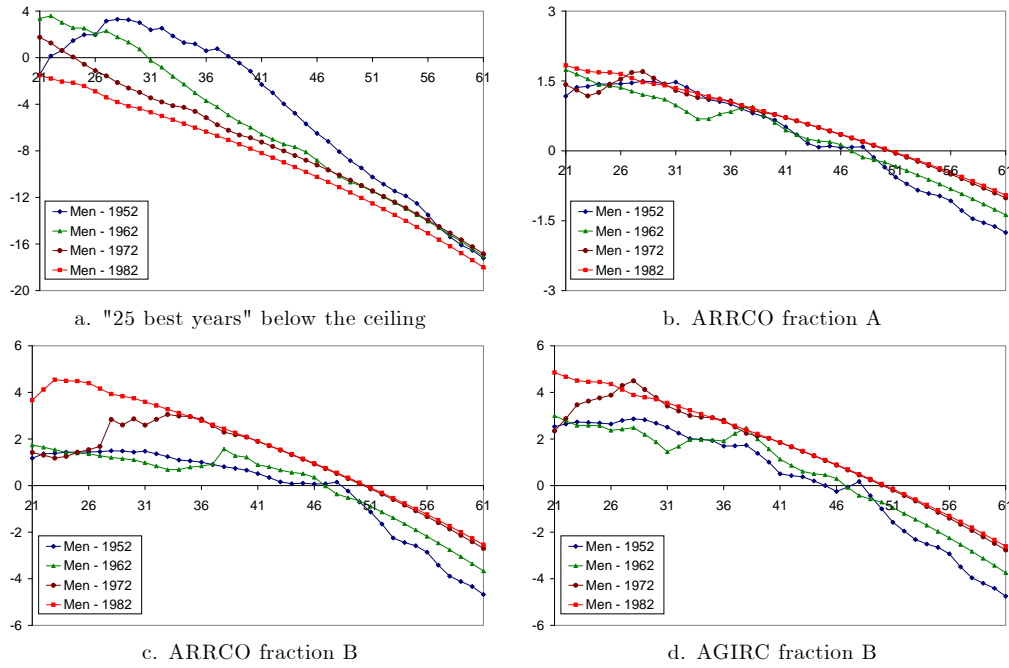 4
0
-4
-8
-12
-16
-20
21 26 31 36 41 46 51 56 61
Men - 1952
Men - 1962
Men - 1972
Men - 1982
a. "25 best years" below the ceiling
3
1.5
0
-1.5
-3
21 26 31 36 41 46 51 56 61
Men - 1952
Men - 1962
Men - 1972
Men - 1982
b. ARRCO fraction A
6
4
2
0
-2
-4
-6
21 26 31 36 41 46 51 56 61
Men - 1952
Men - 1962
Men - 1972
Men - 1982
c. ARRCO fraction B
6
4
2
0
-2
-4
-6
21 26 31 36 41 46 51 56 61
Men - 1952
Men - 1962
Men - 1972
Men - 1982
d. AGIRC fraction B